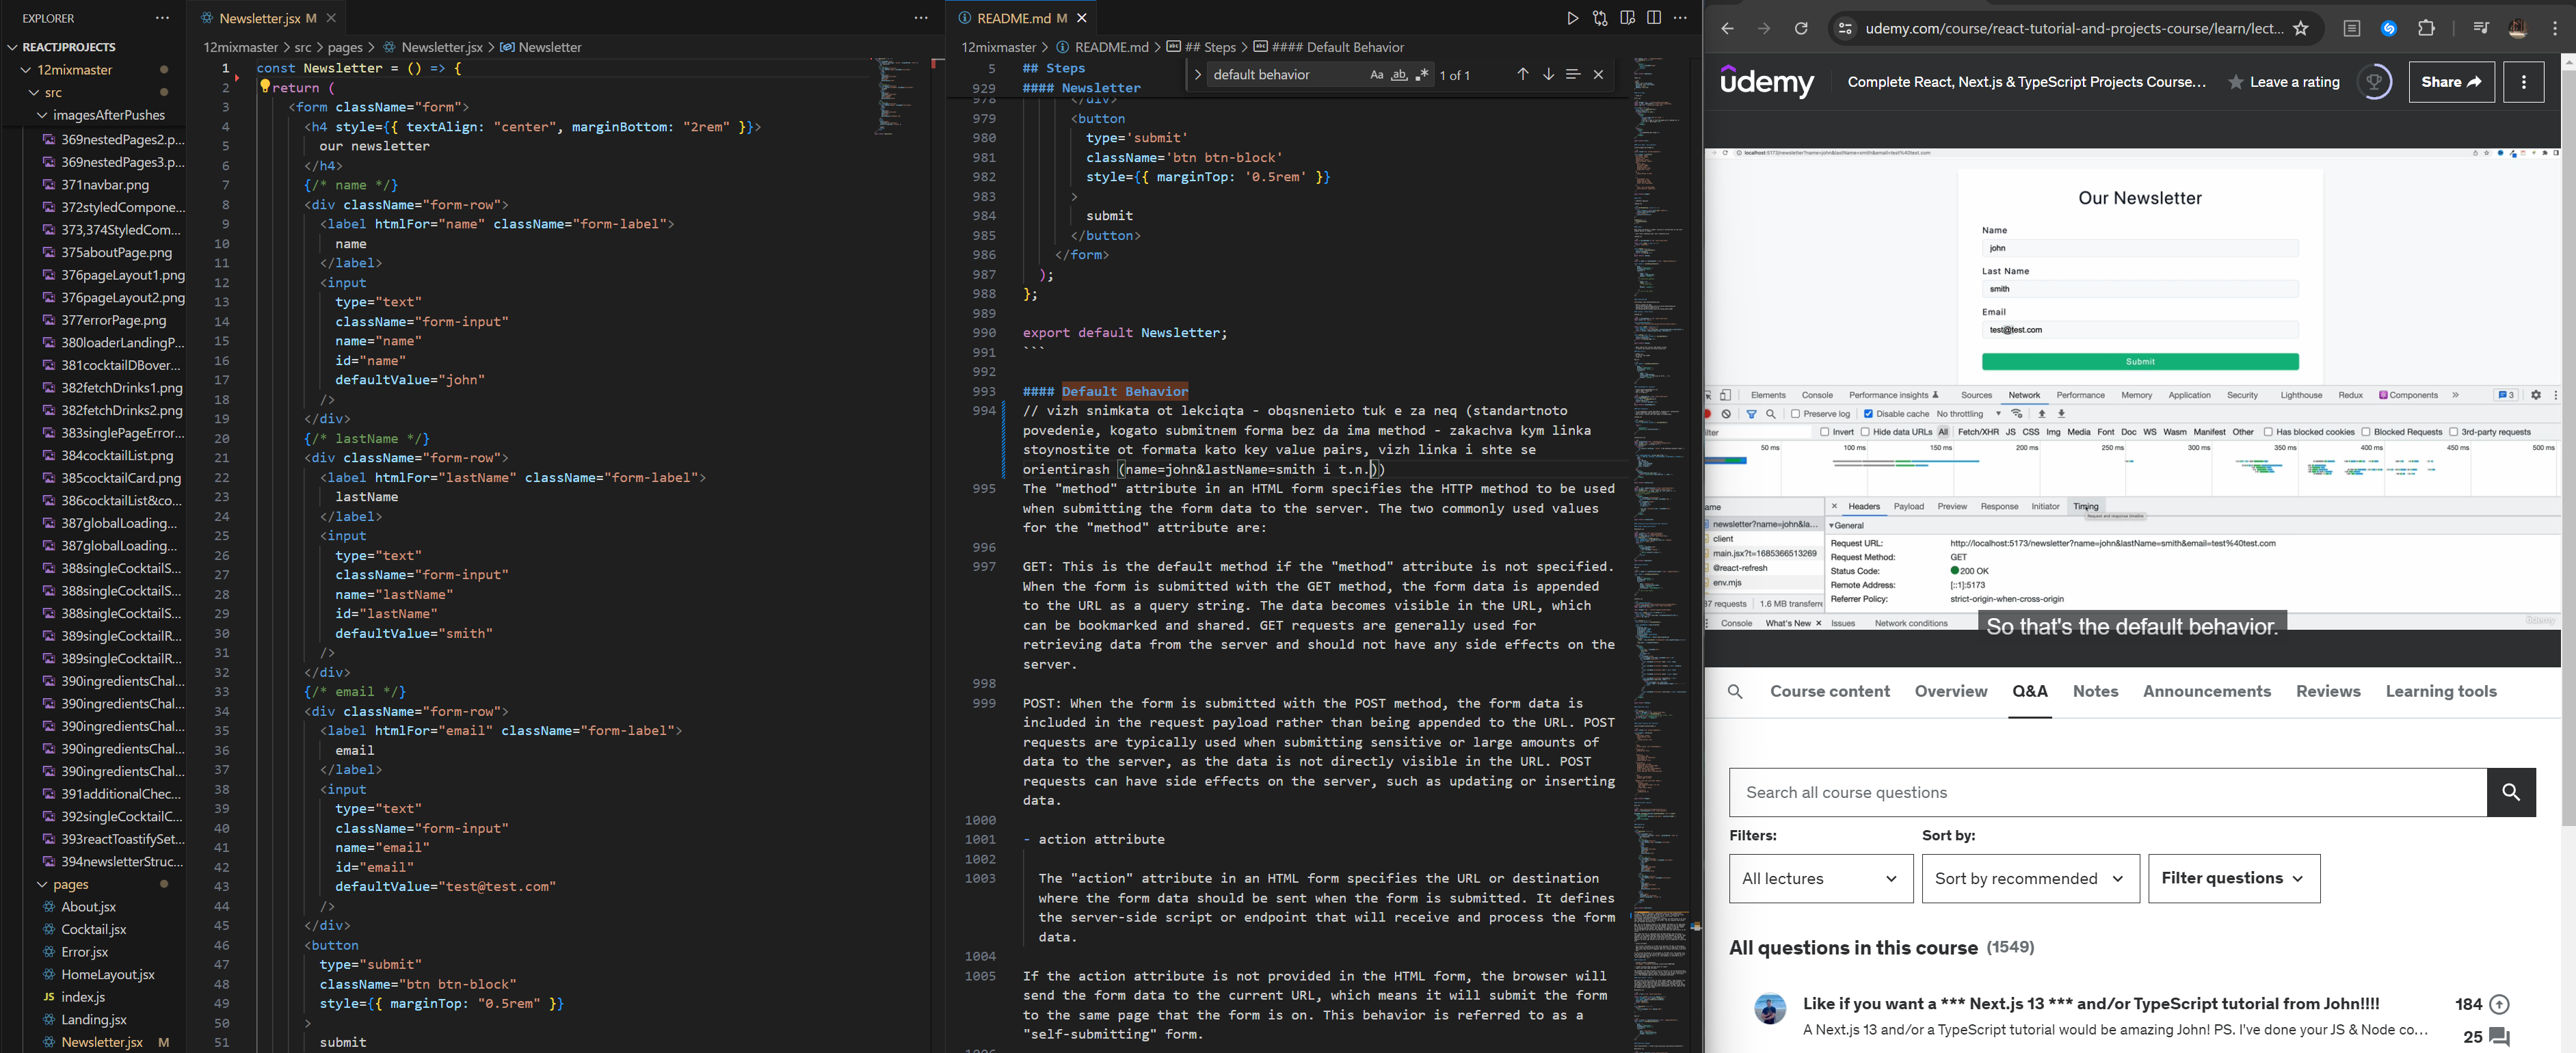 EXPLORER
REACTJPROJECTS
12mixmaster
src
imagesAfterPushes
369nestedPages2.p...
369nestedPages3.p...
371navbar.png
372styledCompone...
373,374StyledCom...
375aboutPage.png
376pageLayout1.png
376pageLayout2.png
377errorPage.png
380loaderLandingP...
381cocktailDBover...
382fetchDrinks1.png
382fetchDrinks2.png
383singlePageError...
384cocktailList.png
385cocktailCard.png
386cocktailList&co...
387globalLoading...
387globalLoading...
388singleCocktailS...
388singleCocktailS...
388singleCocktailS...
389singleCocktailR...
389singleCocktailR...
390ingredientsChal...
390ingredientsChal...
390ingredientsChal...
390ingredientsChal...
390ingredientsChal...
391additionalChec...
392singleCocktailC...
393reactToastifySet...
394newsletterStruc...
pages
About.jsx
Cocktail.jsx
Error.jsx
HomeLayout.jsx
JS index.js
Landing.jsx
Newsletter.jsx M
Newsletter.jsx M
12mixmaster > src > pages > Newsletter.jsx > Newsletter
1 const Newsletter = () => {
2 return (
3 <form className="form">
4 <h4 style={{ textAlign: "center", marginBottom: "2rem" }}>
5 our newsletter
6 </h4>
7 {/* name */}
8 <div className="form-row">
9 <label htmlFor="name" className="form-label">
10 name
11 </label>
12 <input
13 type="text"
14 className="form-input"
15 name="name"
16 id="name"
17 defaultValue="john"
18 />
19 </div>
20 {/* lastName */}
21 <div className="form-row">
22 <label htmlFor="lastName" className="form-label">
23 lastName
24 </label>
25 <input
26 type="text"
27 className="form-input"
28 name="lastName"
29 id="lastName"
30 defaultValue="smith"
31 />
32 </div>
33 {/* email */}
34 <div className="form-row">
35 <label htmlFor="email" className="form-label">
36 email
37 </label>
38 <input
39 type="text"
40 className="form-input"
41 name="email"
42 id="email"
43 defaultValue="test@test.com"
44 />
45 </div>
46 <button
47 type="submit"
48 className="btn btn-block"
49 style={{ marginTop: "0.5rem" }}
50 >
51 submit
README.md M
12mixmaster > README.md > ## Steps > #### Default Behavior
5 ## Steps
929 #### Newsletter
default behavior Aa ab .* 1 of 1
978 </div>
979 <button
980 type='submit'
981 className='btn btn-block'
982 style={{ marginTop: '0.5rem' }}
983 >
984 submit
985 </button>
986 </form>
987 );
988 };
989
990 export default Newsletter;
991 ```
992
993 #### Default Behavior
994 // vizh snimkata ot lekciqta - obqsnenieto tuk e za neq (standartnoto
povedenie, kogato submitnem forma bez da ima method - zakachva kym linka
stoynostite ot formata kato key value pairs, vizh linka i shte se
orientirash (name=john&lastName=smith i t.n.))
995 The "method" attribute in an HTML form specifies the HTTP method to be used
when submitting the form data to the server. The two commonly used values
for the "method" attribute are:
996
997 GET: This is the default method if the "method" attribute is not specified.
When the form is submitted with the GET method, the form data is appended
to the URL as a query string. The data becomes visible in the URL, which
can be bookmarked and shared. GET requests are generally used for
retrieving data from the server and should not have any side effects on the
server.
998
999 POST: When the form is submitted with the POST method, the form data is
included in the request payload rather than being appended to the URL. POST
requests are typically used when submitting sensitive or large amounts of
data to the server, as the data is not directly visible in the URL. POST
requests can have side effects on the server, such as updating or inserting
data.
1000
1001 - action attribute
1002
1003 The "action" attribute in an HTML form specifies the URL or destination
where the form data should be sent when the form is submitted. It defines
the server-side script or endpoint that will receive and process the form
data.
1004
1005 If the action attribute is not provided in the HTML form, the browser will
send the form data to the current URL, which means it will submit the form
to the same page that the form is on. This behavior is referred to as a
"self-submitting" form.
udemy.com/course/react-tutorial-and-projects-course/learn/lect...
ûdemy
Complete React, Next.js & TypeScript Projects Course...
Leave a rating
Share
localhost:5173/newsletter?name=john&lastName=smith&email=test%40test.com
Our Newsletter
Name
john
Last Name
smith
Email
test@test.com
Submit
Elements Console Performance insights Sources Network Performance Memory Application Security Lighthouse Redux Components 3
Preserve log Disable cache No throttling
Invert Hide data URLs All Fetch/XHR JS CSS Img Media Font Doc WS Wasm Manifest Other Has blocked cookies Blocked Requests 3rd-party requests
50 ms 100 ms 150 ms 200 ms 250 ms 300 ms 350 ms 400 ms 450 ms 500 ms
Headers Payload Preview Response Initiator Timing
Request and response timeline
newsletter?name=john&la...
client
main.jsx?t=1685366513269
@react-refresh
env.mjs
37 requests 1.6 MB transfern
General
Request URL: http://localhost:5173/newsletter?name=john&lastName=smith&email=test%40test.com
Request Method: GET
Status Code: 200 OK
Remote Address: [::1]:5173
Referrer Policy: strict-origin-when-cross-origin
Console What's New Issues Network conditions
So that's the default behavior.
udemy
Course content Overview Q&A Notes Announcements Reviews Learning tools
Search all course questions
Filters:
Sort by:
All lectures
Sort by recommended
Filter questions
All questions in this course (1549)
Like if you want a *** Next.js 13 *** and/or TypeScript tutorial from John!!!!
184
A Next.js 13 and/or a TypeScript tutorial would be amazing John! PS. I've done your JS & Node co...
25